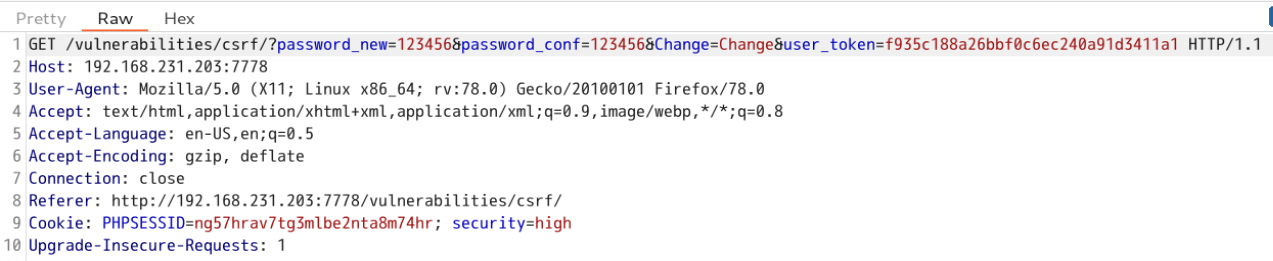 Pretty Raw Hex
1 GET /vulnerabilities/csrf/?password_new=123456&password_conf=123456&Change=Change&user_token=f935c188a26bbf0c6ec240a91d3411a1 HTTP/1.1
2 Host: 192.168.231.203:7778
3 User-Agent: Mozilla/5.0 (X11; Linux x86_64; rv:78.0) Gecko/20100101 Firefox/78.0
4 Accept: text/html,application/xhtml+xml,application/xml;q=0.9,image/webp,*/*;q=0.8
5 Accept-Language: en-US,en;q=0.5
6 Accept-Encoding: gzip, deflate
7 Connection: close
8 Referer: http://192.168.231.203:7778/vulnerabilities/csrf/
9 Cookie: PHPSESSID=ng57hrav7tg3mlbe2nta8m74hr; security=high
10 Upgrade-Insecure-Requests: 1